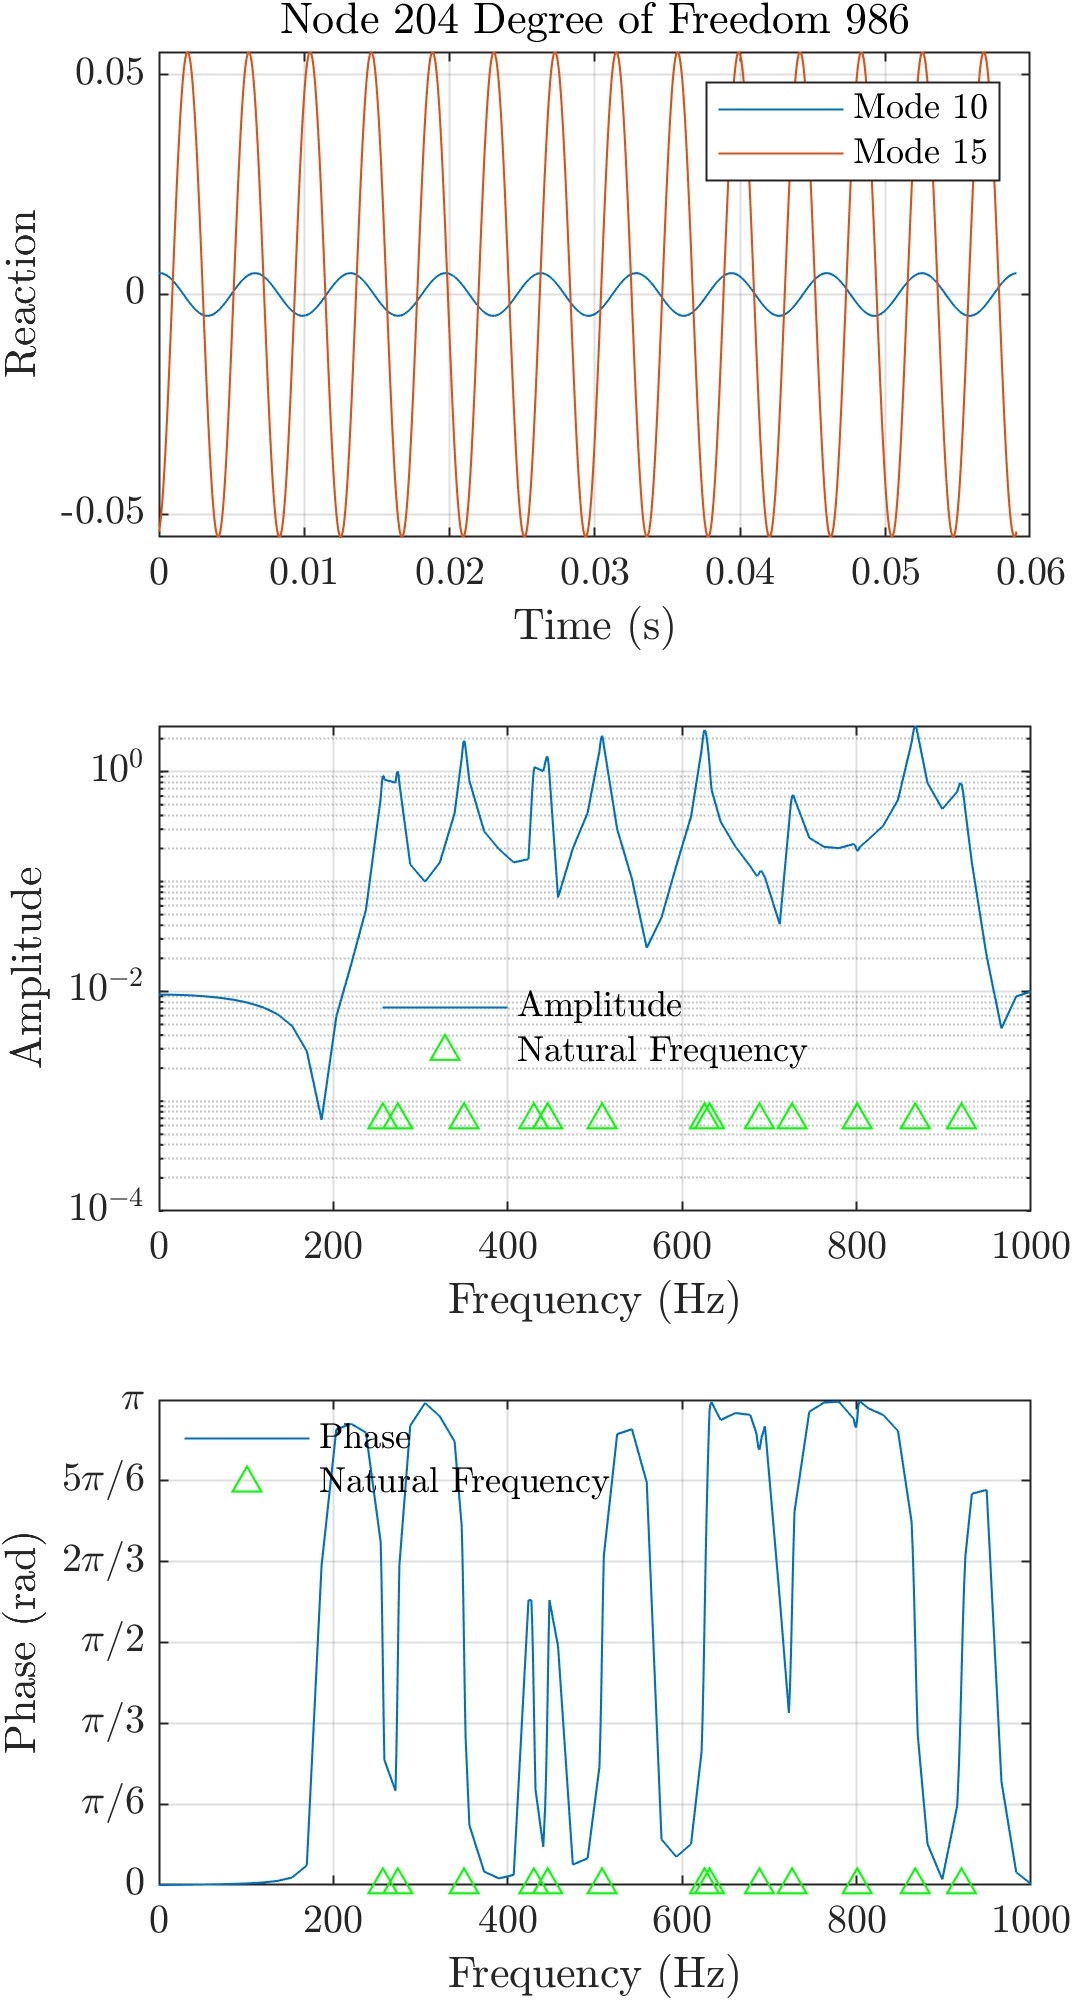 Node 204 Degree of Freedom 986
0.05
0
-0.05
Reaction
Mode 10
Mode 15
0 0.01 0.02 0.03 0.04 0.05 0.06
Time (s)
10⁰
10⁻²
10⁻⁴
Amplitude
Amplitude
Natural Frequency
0 200 400 600 800 1000
Frequency (Hz)
π
5π/6
2π/3
π/2
π/3
π/6
0
Phase (rad)
Phase
Natural Frequency
0 200 400 600 800 1000
Frequency (Hz)